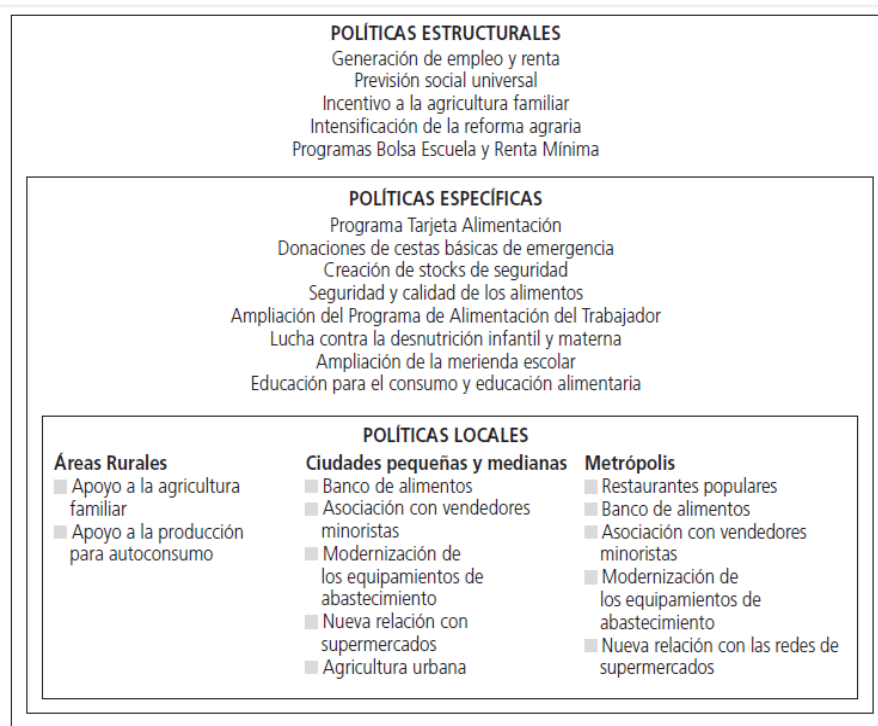 POLÍTICAS ESTRUCTURALES
Generación de empleo y renta
Previsión social universal
Incentivo a la agricultura familiar
Intensificación de la reforma agraria
Programas Bolsa Escuela y Renta Mínima
POLÍTICAS ESPECÍFICAS
Programa Tarjeta Alimentación
Donaciones de cestas básicas de emergencia
Creación de stocks de seguridad
Seguridad y calidad de los alimentos
Ampliación del Programa de Alimentación del Trabajador
Lucha contra la desnutrición infantil y materna
Ampliación de la merienda escolar
Educación para el consumo y educación alimentaria
POLÍTICAS LOCALES
Áreas Rurales
Apoyo a la agricultura
familiar
Apoyo a la producción
para autoconsumo
Ciudades pequeñas y medianas
Banco de alimentos
Asociación con vendedores
minoristas
Modernización de
los equipamientos de
abastecimiento
Nueva relación con
supermercados
Agricultura urbana
Metrópolis
Restaurantes populares
Banco de alimentos
Asociación con vendedores
minoristas
Modernización de
los equipamientos de
abastecimiento
Nueva relación con las redes de
supermercados